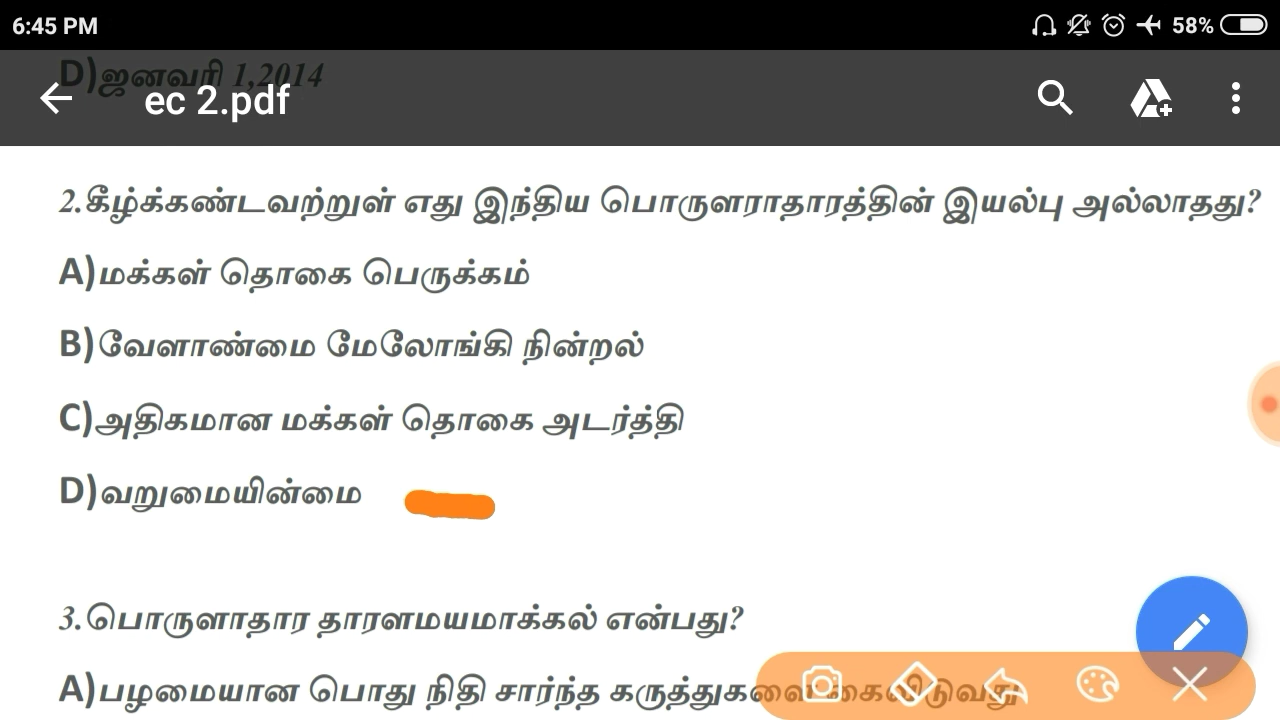 6:45 PM
58%
D)ஜனவரி 1,2014
ec 2.pdf
2.கீழ்க்கண்டவற்றுள் எது இந்திய பொருளராதாரத்தின் இயல்பு அல்லாதது?
A)மக்கள் தொகை பெருக்கம்
B)வேளாண்மை மேலோங்கி நின்றல்
C)அதிகமான மக்கள் தொகை அடர்த்தி
D)வறுமையின்மை
3.பொருளாதார தாரளமயமாக்கல் என்பது?
A)பழமையான பொது நிதி சார்ந்த கருத்துகளை கைவிடுவது